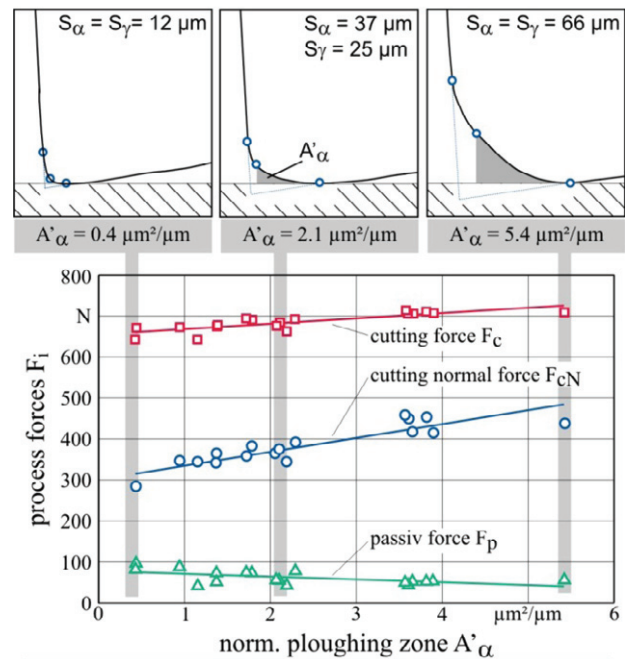 Sα = Sγ = 12 µm
Sα = 37 µm
Sγ = 25 µm
Sα = Sγ = 66 µm
A'α
A'α = 0.4 µm²/µm
A'α = 2.1 µm²/µm
A'α = 5.4 µm²/µm
800
N
600
500
400
300
200
100
0
process forces Fi
cutting force Fc
cutting normal force FcN
passiv force Fp
0
1
2
3
4
µm²/µm
6
norm. ploughing zone A'α